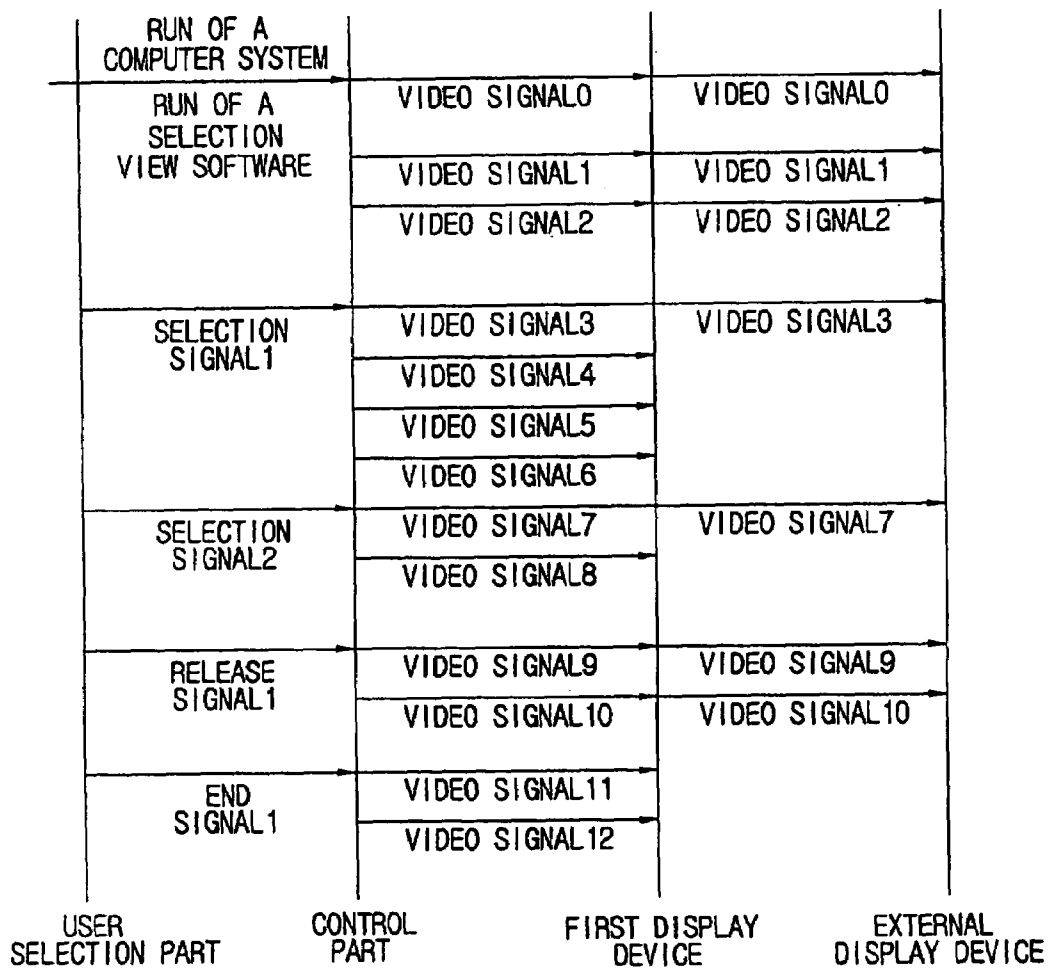 RUN OF A
COMPUTER SYSTEM
VIDEO SIGNAL0 VIDEO SIGNAL0
RUN OF A
SELECTION
VIEW SOFTWARE
VIDEO SIGNAL1 VIDEO SIGNAL1
VIDEO SIGNAL2 VIDEO SIGNAL2
SELECTION
SIGNAL1
VIDEO SIGNAL3 VIDEO SIGNAL3
VIDEO SIGNAL4
VIDEO SIGNAL5
VIDEO SIGNAL6
SELECTION
SIGNAL2
VIDEO SIGNAL7 VIDEO SIGNAL7
VIDEO SIGNAL8
RELEASE
SIGNAL1
VIDEO SIGNAL9 VIDEO SIGNAL9
VIDEO SIGNAL10 VIDEO SIGNAL10
END
SIGNAL1
VIDEO SIGNAL11
VIDEO SIGNAL12
USER
SELECTION PART
CONTROL
PART
FIRST DISPLAY
DEVICE
EXTERNAL
DISPLAY DEVICE